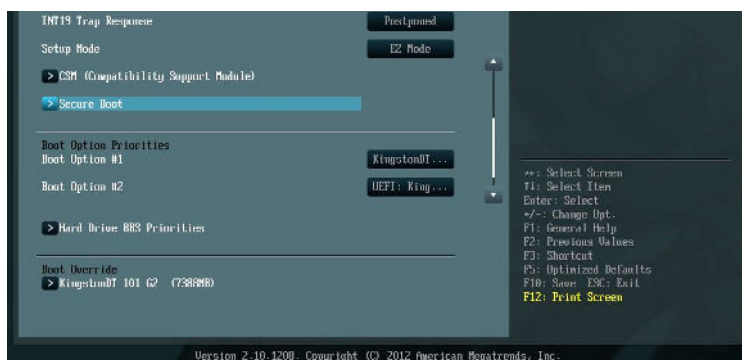 INT19 Trap Response Postponed
Setup Mode EZ Mode
> CSM (Compatibility Support Module)
> Secure Boot
Boot Option Priorities
Boot Option #1 KingstonDT...
Boot Option #2 UEFI: King...
> Hard Drive BBS Priorities
Boot Override
> KingstonDT 101 G2 (7388MB)
→←: Select Screen
↑↓: Select Item
Enter: Select
+/-: Change Opt.
F1: General Help
F2: Previous Values
F3: Shortcut
F5: Optimized Defaults
F10: Save ESC: Exit
F12: Print Screen
Version 2.10.1208. Copyright (C) 2012 American Megatrends, Inc.